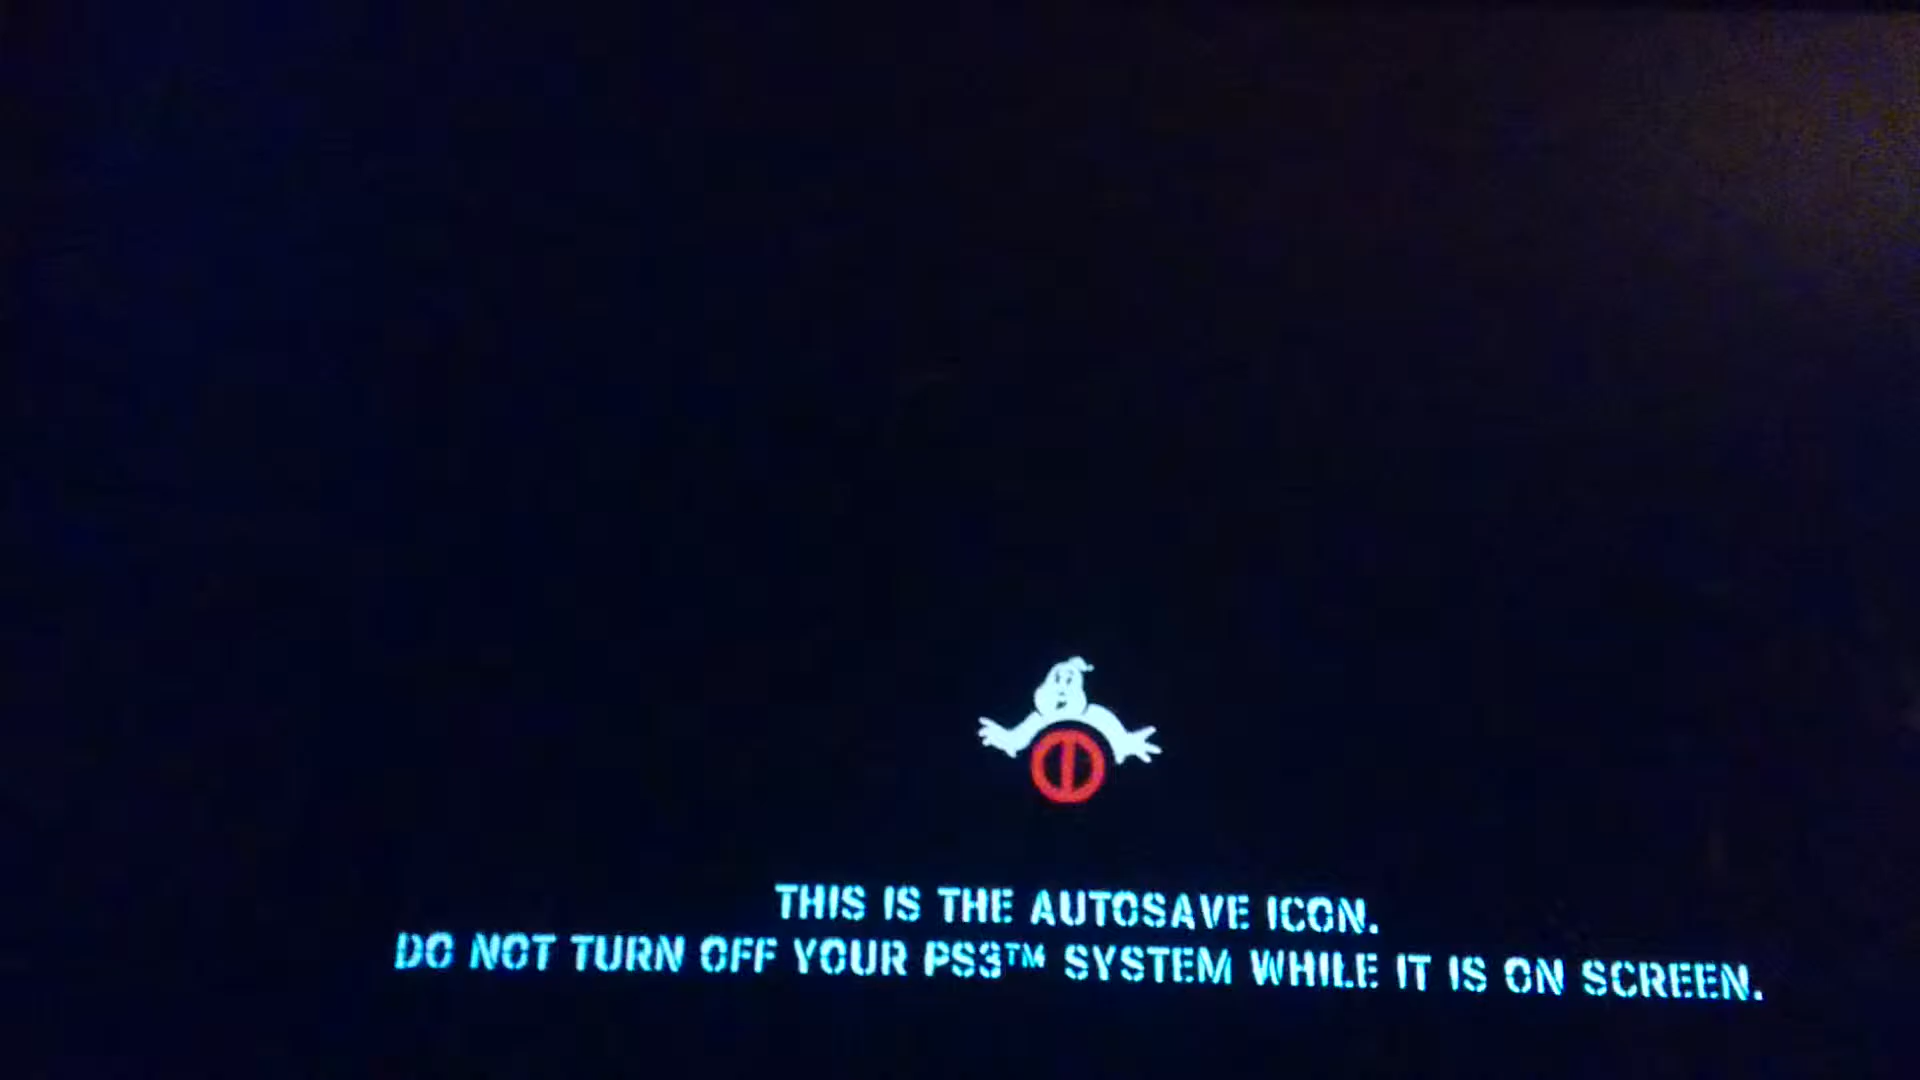 THIS IS THE AUTOSAVE ICON.
DO NOT TURN OFF YOUR PS3™ SYSTEM WHILE IT IS ON SCREEN.